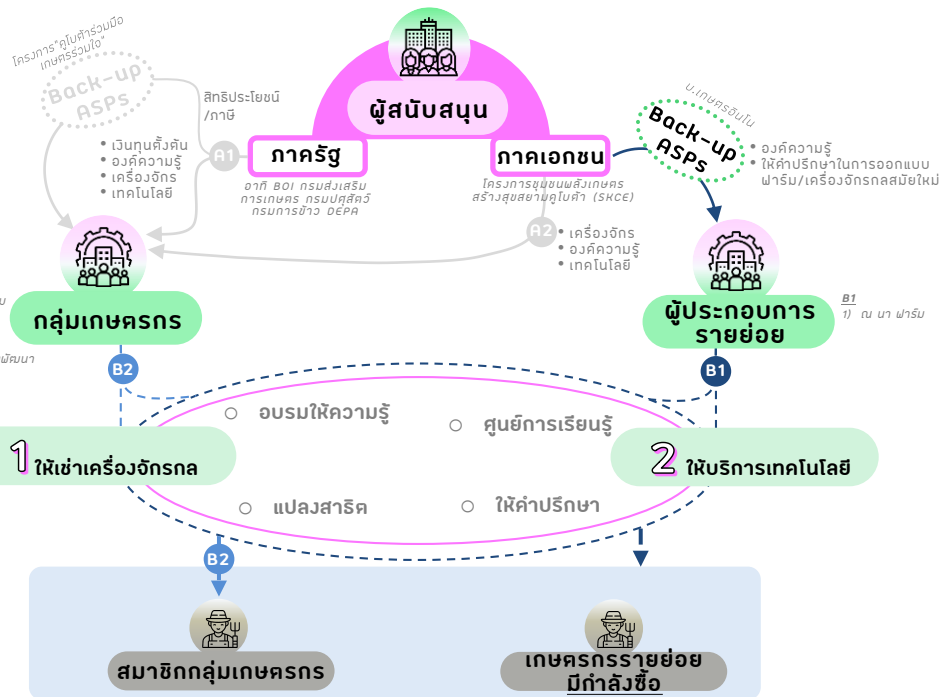 โครงการ"คูโบต้าร่วมมือ
เกษตรร่วมใจ"
Back-up
ASPs
สิทธิประโยชน์
/ภาษี
• เงินทุนตั้งต้น
• องค์ความรู้
• เครื่องจักร
• เทคโนโลยี
A1
ผู้สนับสนุน
ภาครัฐ
อาทิ BOI กรมส่งเสริม
การเกษตร กรมปศุสัตว์
กรมการข้าว DEPA
ภาคเอกชน
โครงการชุมชนพลังเกษตร
สร้างสุขสยามคูโบต้า (SKCE)
A2
• เครื่องจักร
• องค์ความรู้
• เทคโนโลยี
บ.เกษตรอินโน
Back-up
ASPs
• องค์ความรู้
• ให้คำปรึกษาในการออกแบบ
ฟาร์ม/เครื่องจักรกลสมัยใหม่
กลุ่มเกษตรกร
พัฒนา
ผู้ประกอบการ
รายย่อย
B1
1) ณ นา ฟาร์ม
B2
B1
อบรมให้ความรู้
ศูนย์การเรียนรู้
1 ให้เช่าเครื่องจักรกล
2 ให้บริการเทคโนโลยี
แปลงสาธิต
ให้คำปรึกษา
B2
สมาชิกกลุ่มเกษตรกร
เกษตรกรรายย่อย
มีกำลังซื้อ